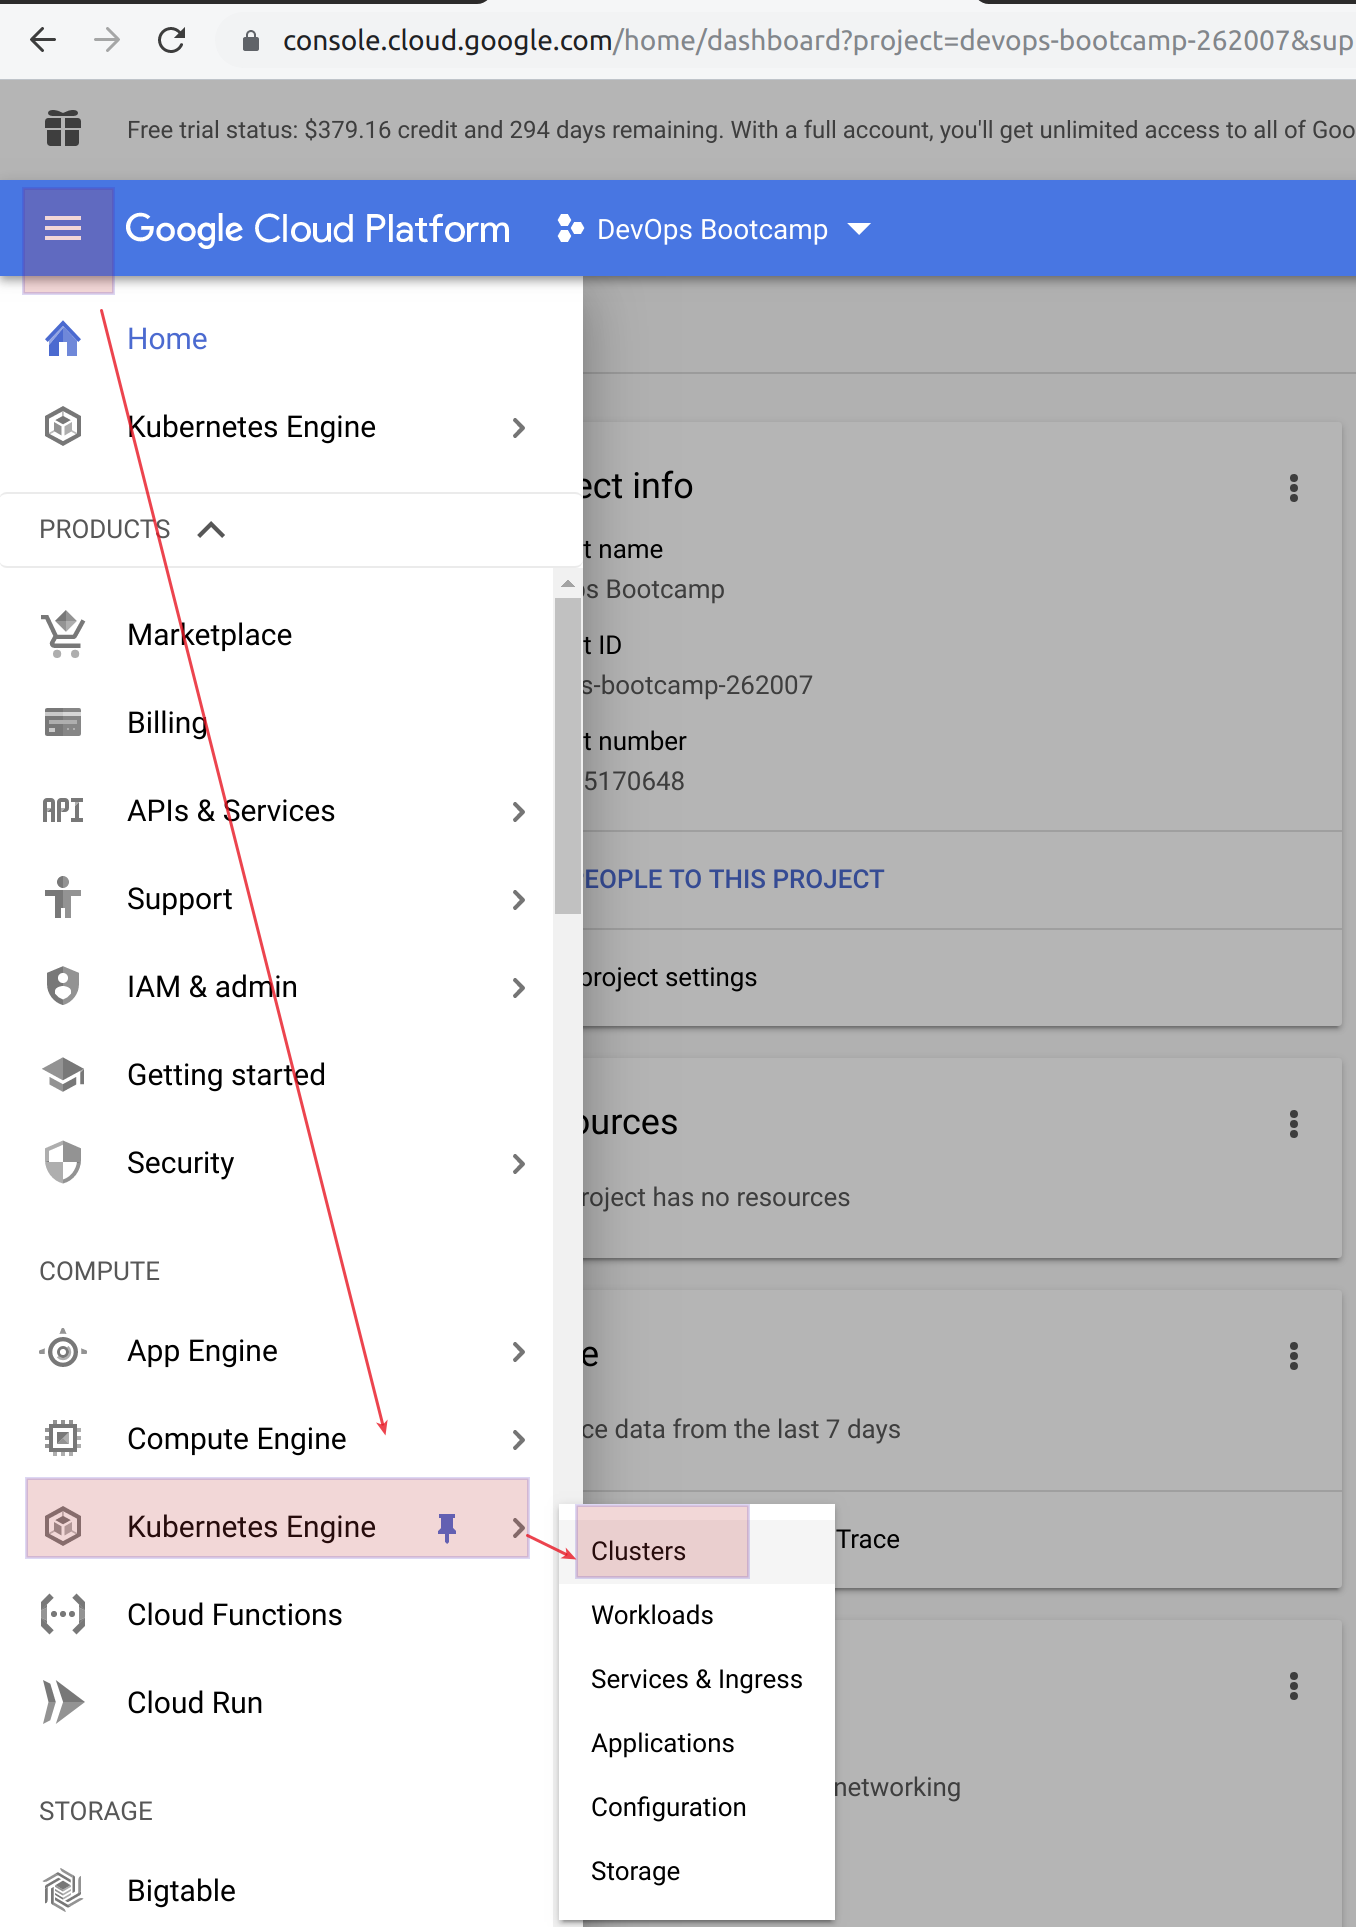 console.cloud.google.com/home/dashboard?project=devops-bootcamp-262007&sup
Free trial status: $379.16 credit and 294 days remaining. With a full account, you'll get unlimited access to all of Goo
Google Cloud Platform DevOps Bootcamp
Home
Kubernetes Engine
PRODUCTS
Marketplace
Billing
API APIs & Services
Support
IAM & admin
Getting started
Security
COMPUTE
App Engine
Compute Engine
Kubernetes Engine
Cloud Functions
Cloud Run
STORAGE
Bigtable
Clusters
Workloads
Services & Ingress
Applications
Configuration
Storage
ect info
t name
s Bootcamp
t ID
s-bootcamp-262007
t number
5170648
EOPLE TO THIS PROJECT
project settings
ources
roject has no resources
e
ce data from the last 7 days
Trace
networking